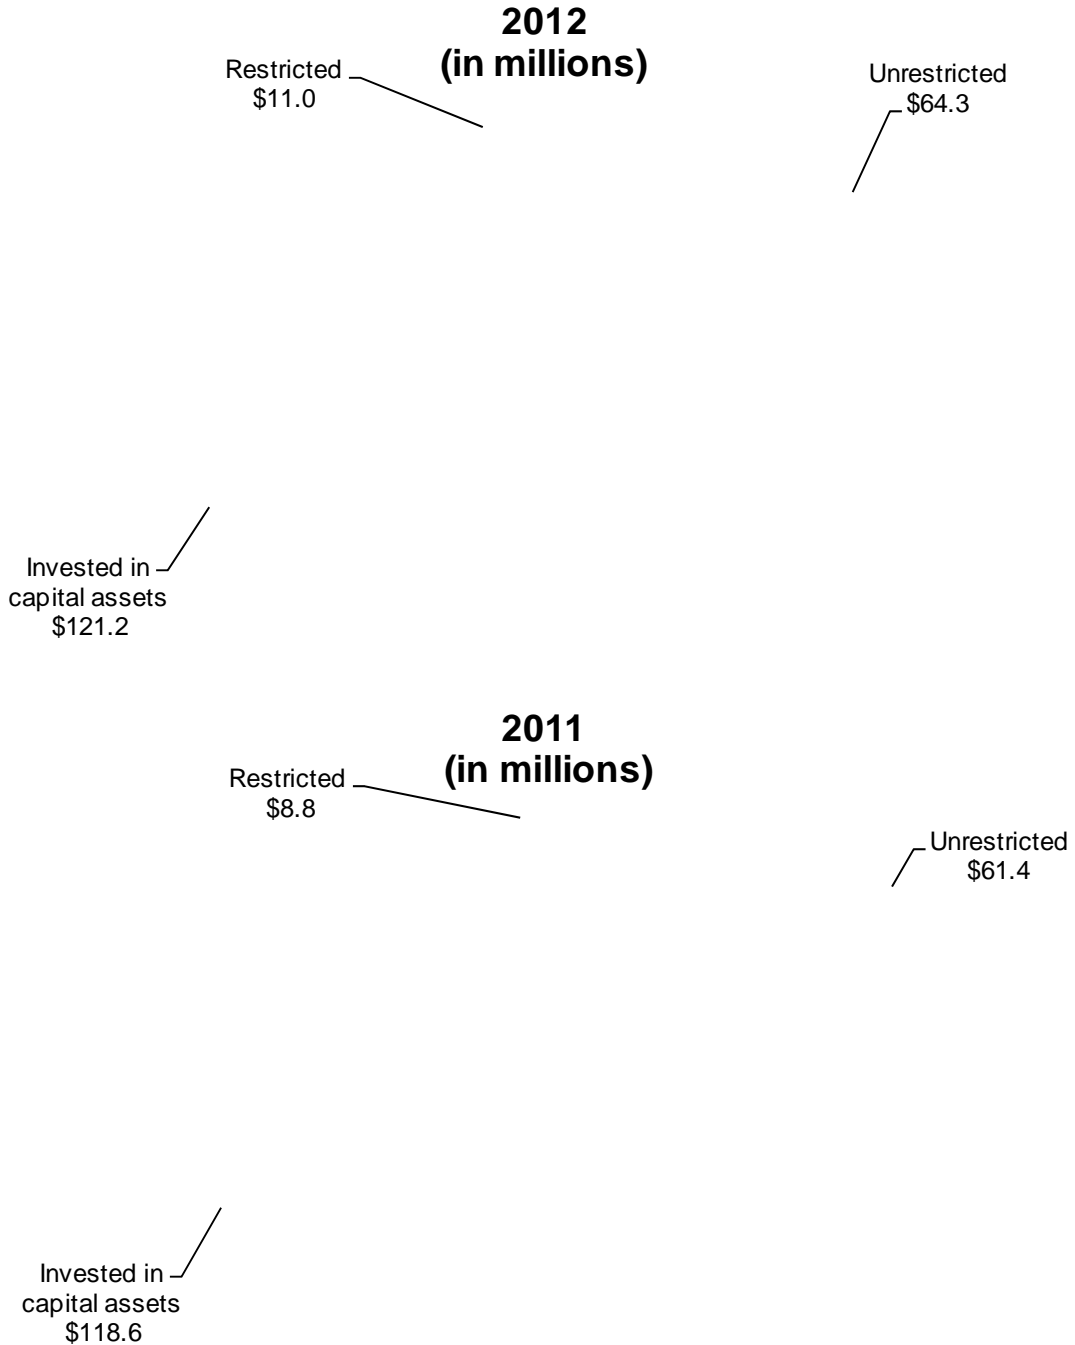 2012
(in millions)
Restricted
$11.0
Unrestricted
$64.3
Invested in
capital assets
$121.2
2011
(in millions)
Restricted
$8.8
Unrestricted
$61.4
Invested in
capital assets
$118.6